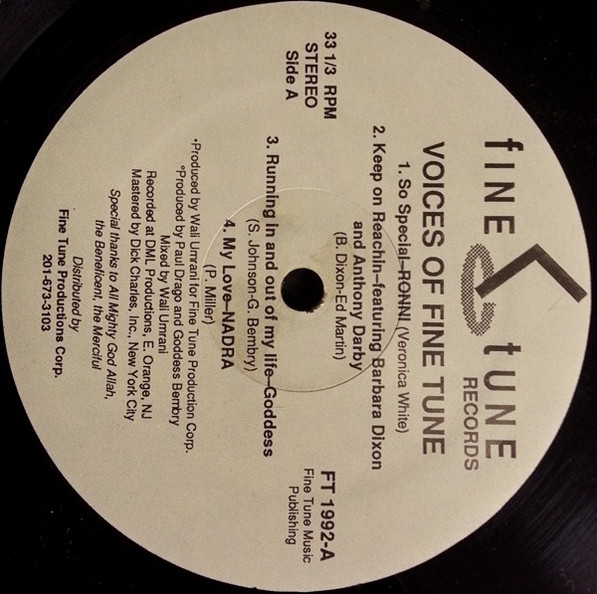 fINE tUNE
RECORDS
VOICES OF FINE TUNE
1. So Special–RONNI (Veronica White)
2. Keep on Reachin–featuring Barbara Dixon
and Anthony Darby
(B. Dixon-Ed Martin)
33 1/3 RPM
STEREO
Side A
FT 1992-A
Fine Tune Music
Publishing
3. Running in and out of my life–Goddess
(S. Johnson-G. Bembry)
4. My Love–NADRA
(P. Miller)
•Produced by Wali Umrani for Fine Tune Production Corp.
°Produced by Paul Drago and Goddess Bembry
Mixed by Wali Umrani
Recorded at DML Productions, E. Orange, NJ
Mastered by Dick Charles, Inc., New York City
Special thanks to All Mighty God Allah,
the Beneficent, the Merciful
Distributed by
Fine Tune Productions Corp.
201-673-3103